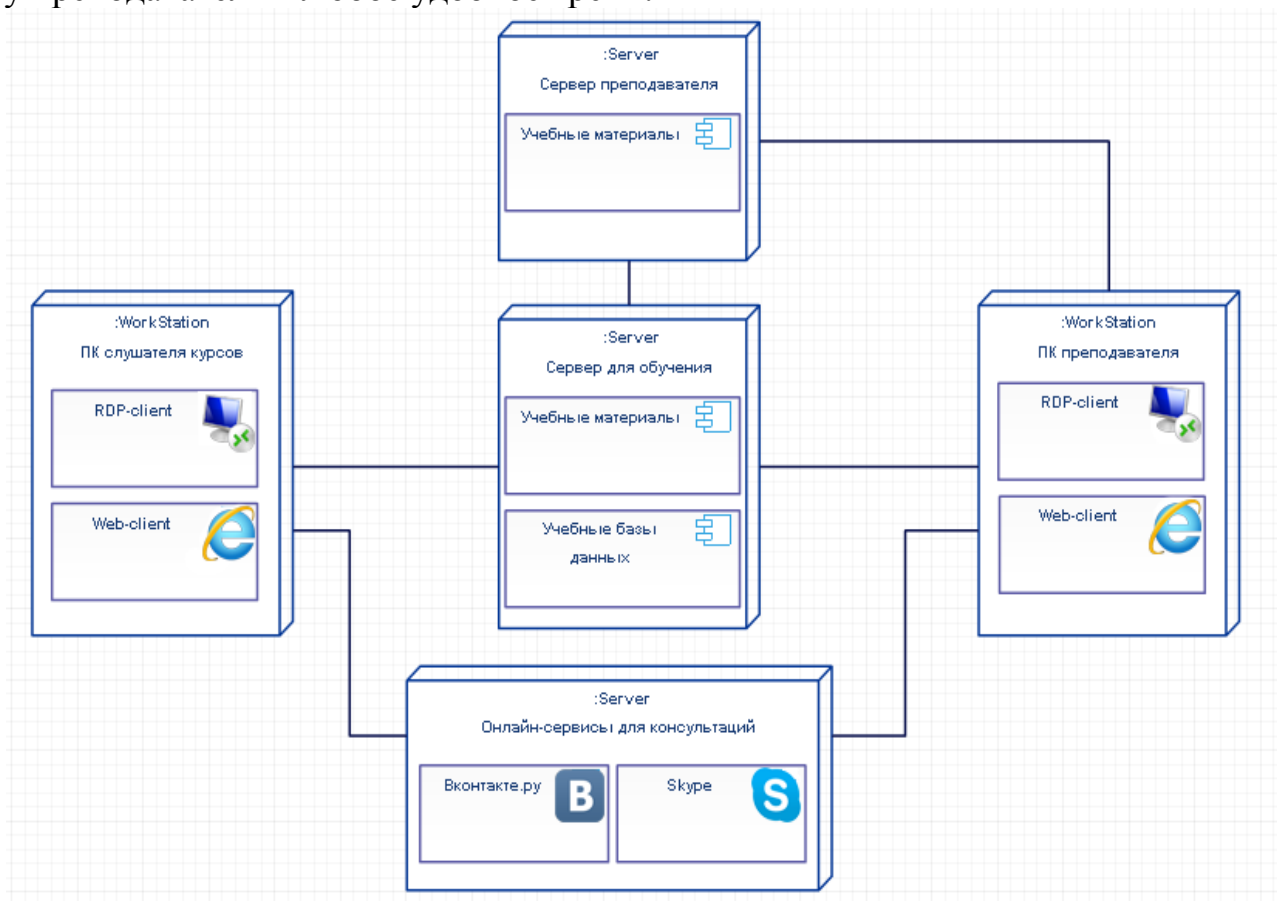 :Server
Сервер преподавателя
Учебные материалы
:WorkStation
ПК слушателя курсов
RDP-client
Web-client
:Server
Сервер для обучения
Учебные материалы
Учебные базы
данных
:WorkStation
ПК преподавателя
RDP-client
Web-client
:Server
Онлайн-сервисы для консультаций
Вконтакте.ру
B
Skype
S